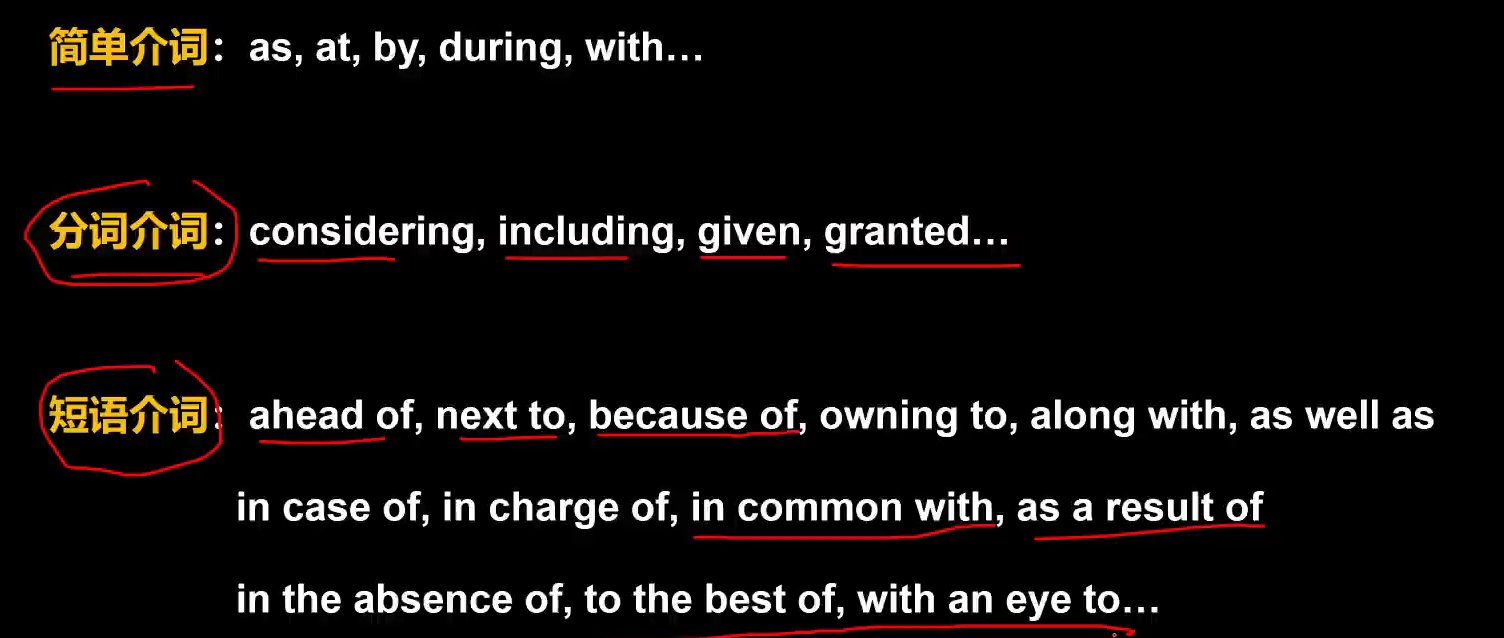 简单介词：as, at, by, during, with…
分词介词：considering, including, given, granted…
短语介词：ahead of, next to, because of, owning to, along with, as well as
in case of, in charge of, in common with, as a result of
in the absence of, to the best of, with an eye to…